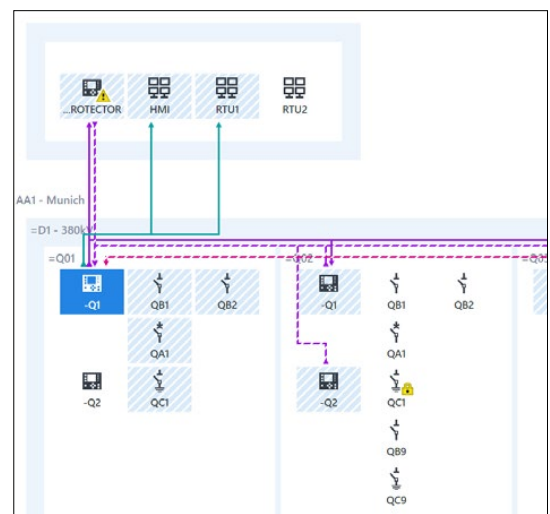 ...ROTECTOR HMI RTU1 RTU2
AA1 - Munich
=D1 - 380kV
=Q01 =Q02
-Q1 QB1 QB2 -Q1 QB1 QB2
QA1 QA1
-Q2 QC1 -Q2 QC1
QB9
QC9